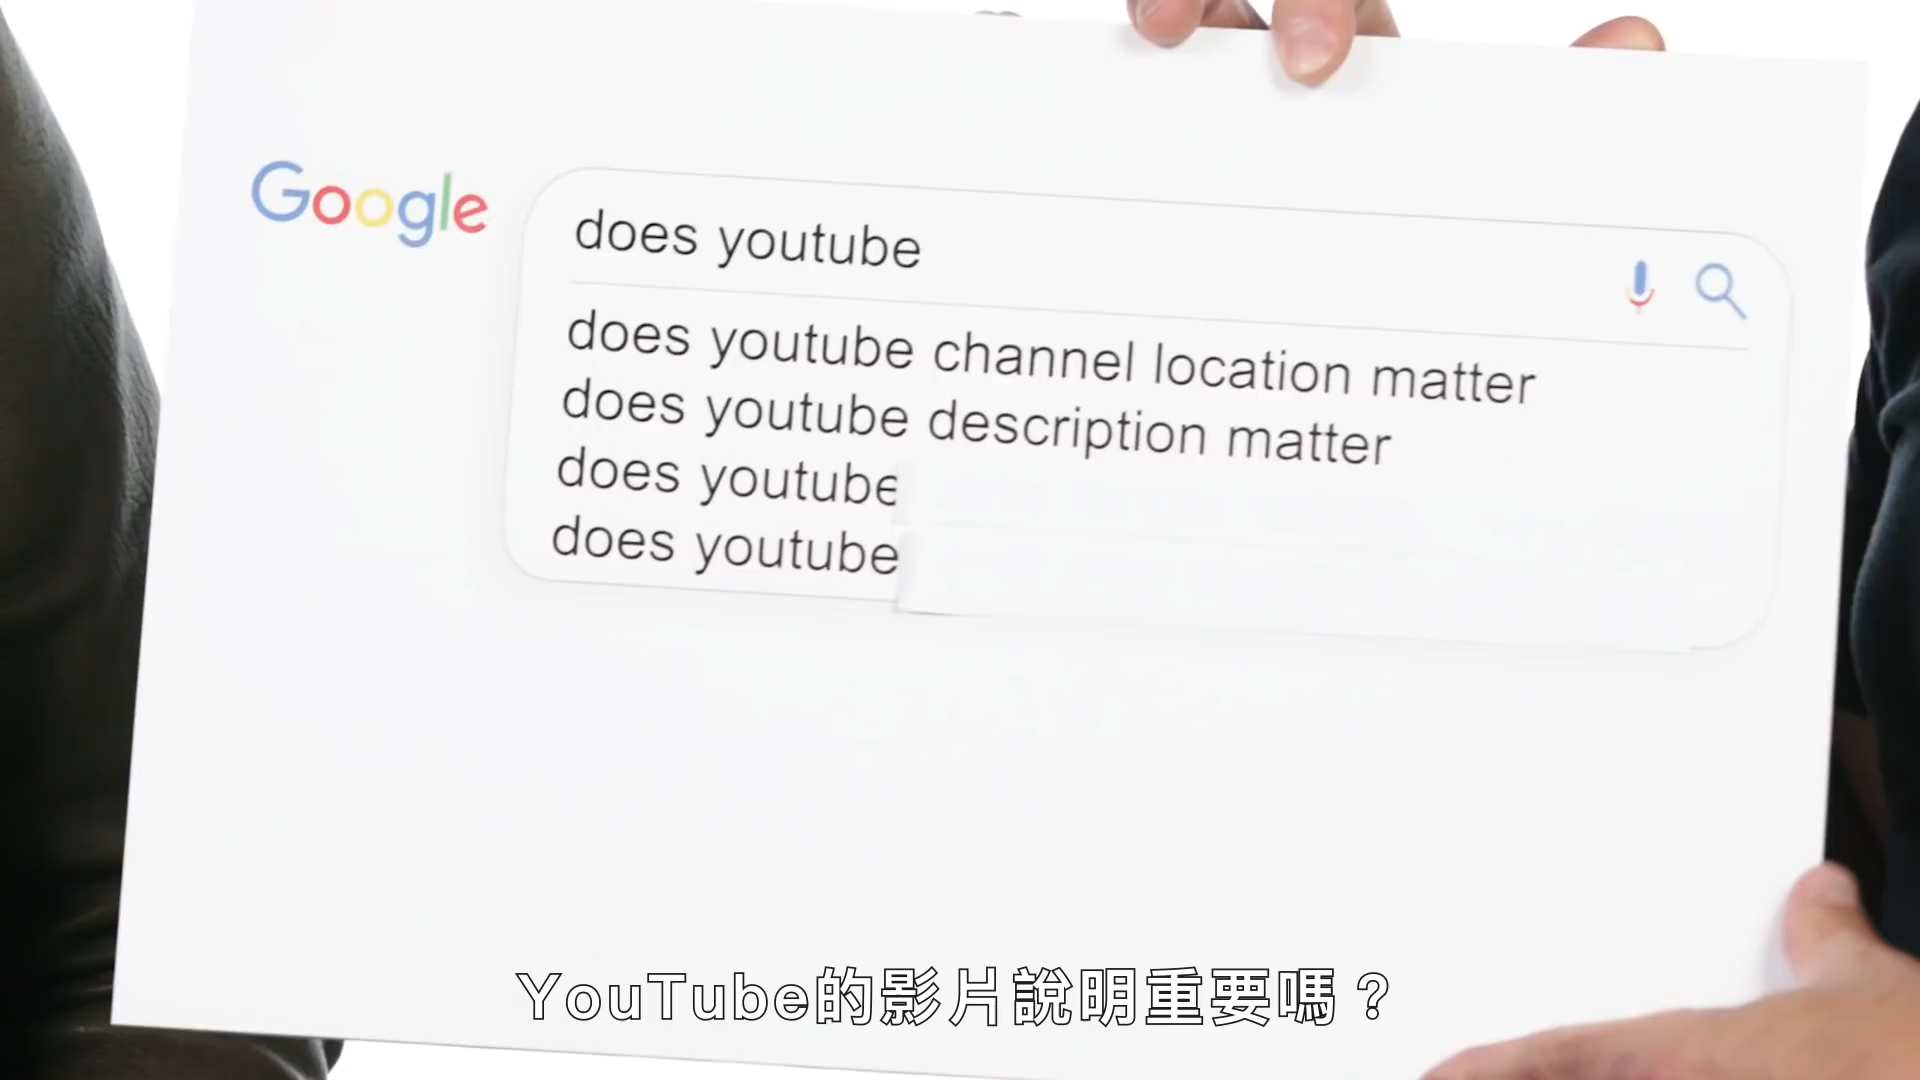 Google
does youtube
does youtube channel location matter
does youtube description matter
does youtube
does youtube
YouTube的影片說明重要嗎？